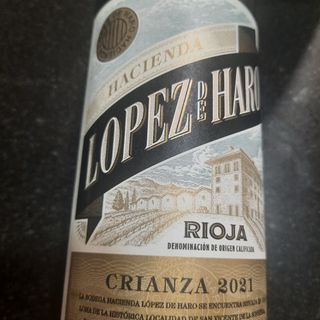 HACIENDA
LOPEZ DE HARO
RIOJA
DENOMINACIÓN DE ORIGEN CALIFICADA
CRIANZA 2021
LA BODEGA HACIENDA LÓPEZ DE HARO SE ENCUENTRA
LOMA DE LA HISTÓRICA LOCALIDAD DE SAN VICENTE DE LA